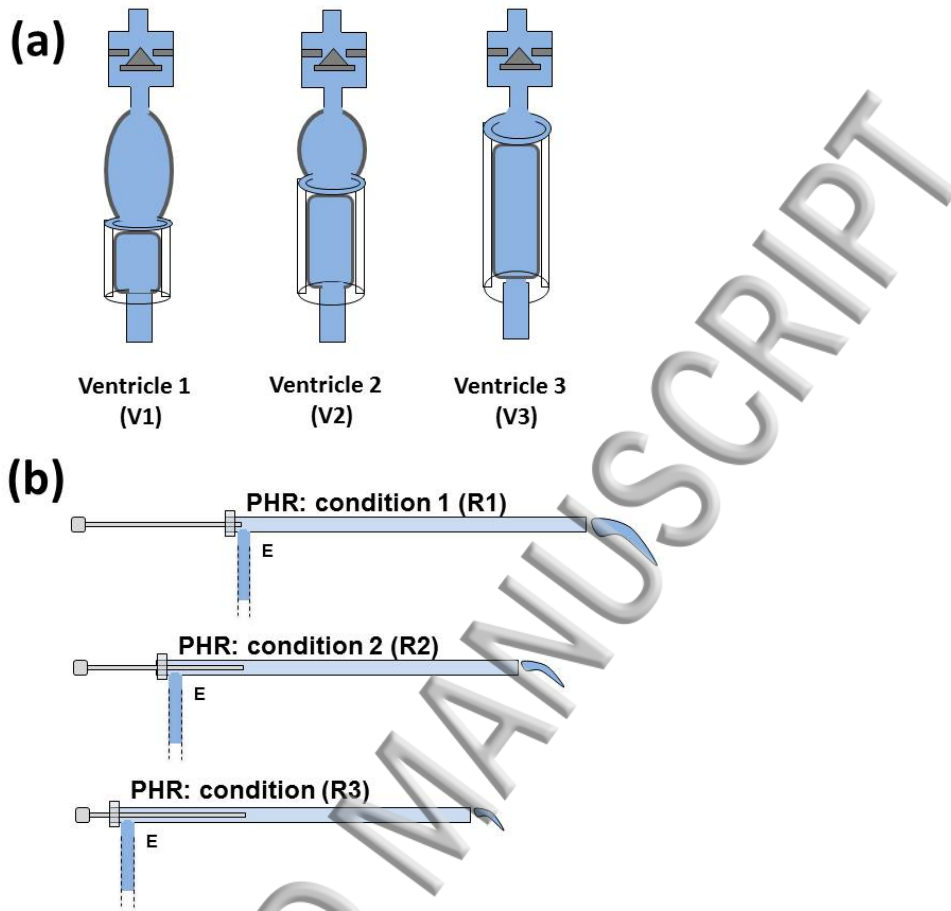 (a)
Ventricle 1
(V1)
Ventricle 2
(V2)
Ventricle 3
(V3)
(b)
PHR: condition 1 (R1)
E
PHR: condition 2 (R2)
E
PHR: condition (R3)
E
D MANUSCRIPT